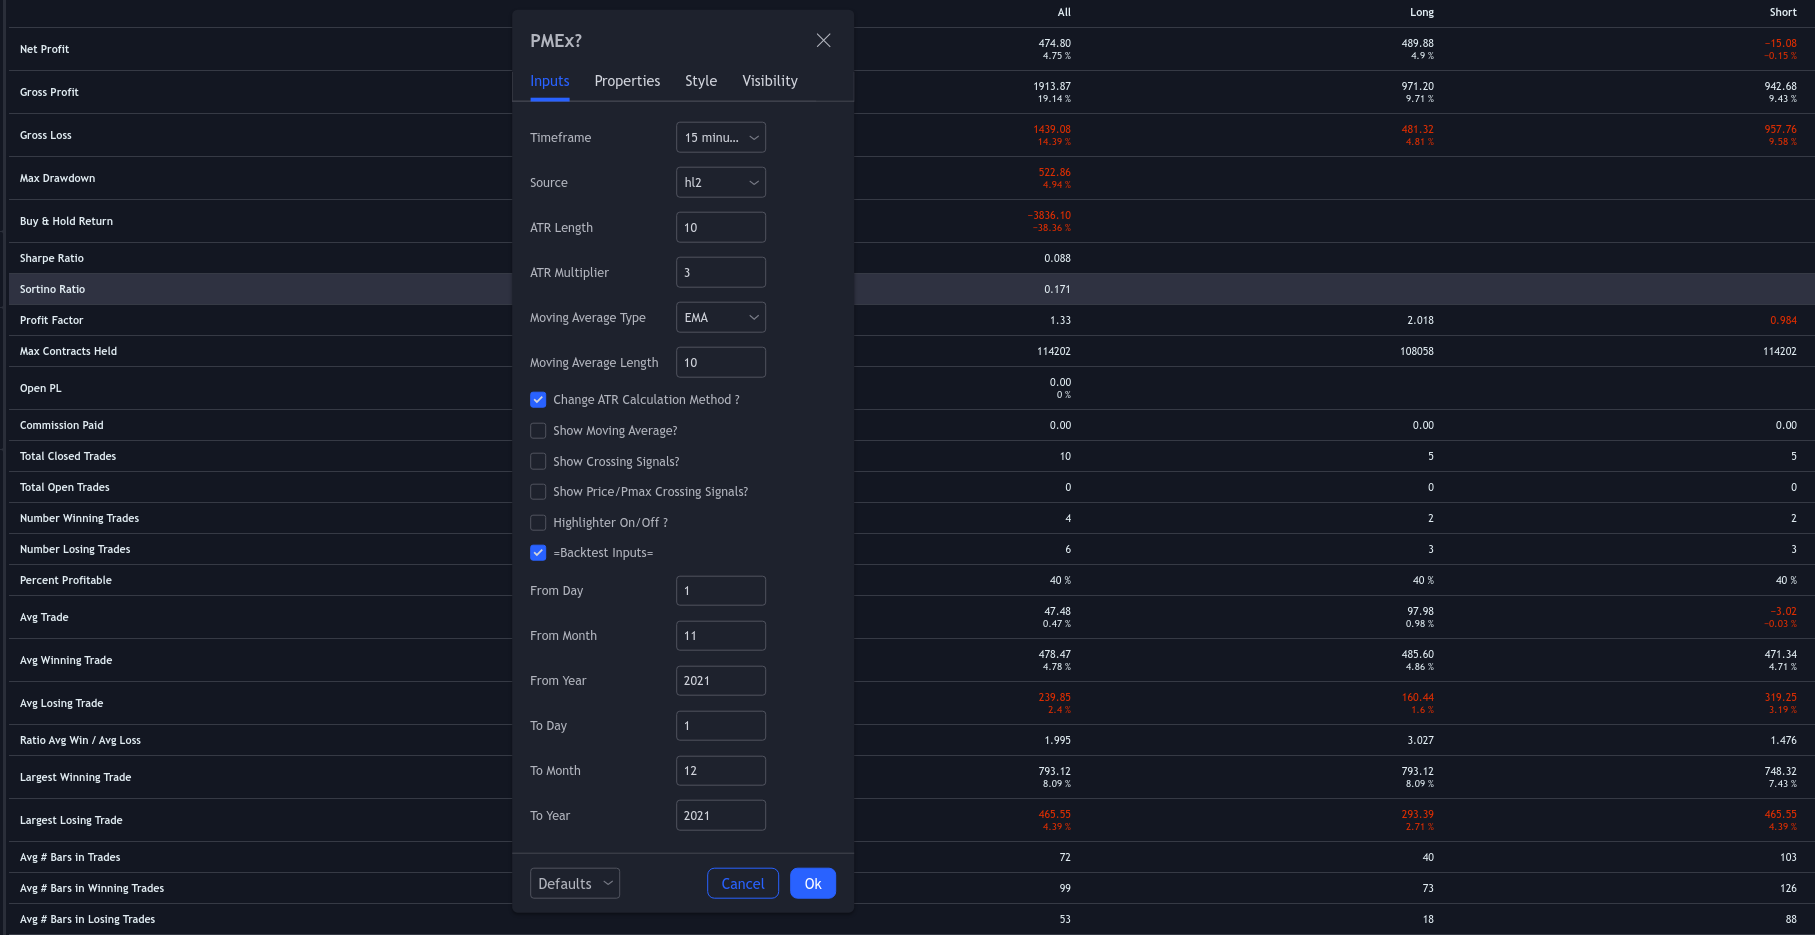 All Long Short
Net Profit 474.80 489.88 −15.08
4.75 % 4.9 % −0.15 %
Gross Profit 1913.87 971.20 942.68
19.14 % 9.71 % 9.43 %
Gross Loss 1439.08 481.32 957.76
14.39 % 4.81 % 9.58 %
Max Drawdown 522.86
4.94 %
Buy & Hold Return −3836.10
−38.36 %
Sharpe Ratio 0.088
Sortino Ratio 0.171
Profit Factor 1.33 2.018 0.984
Max Contracts Held 114202 108058 114202
Open PL 0.00
0 %
Commission Paid 0.00 0.00 0.00
Total Closed Trades 10 5 5
Total Open Trades 0 0 0
Number Winning Trades 4 2 2
Number Losing Trades 6 3 3
Percent Profitable 40 % 40 % 40 %
Avg Trade 47.48 97.98 −3.02
0.47 % 0.98 % −0.03 %
Avg Winning Trade 478.47 485.60 471.34
4.78 % 4.86 % 4.71 %
Avg Losing Trade 239.85 160.44 319.25
2.4 % 1.6 % 3.19 %
Ratio Avg Win / Avg Loss 1.995 3.027 1.476
Largest Winning Trade 793.12 793.12 748.32
8.09 % 8.09 % 7.43 %
Largest Losing Trade 465.55 293.39 465.55
4.39 % 2.71 % 4.39 %
Avg # Bars in Trades 72 40 103
Avg # Bars in Winning Trades 99 73 126
Avg # Bars in Losing Trades 53 18 88
PMEx?
Inputs Properties Style Visibility
Timeframe 15 minu...
Source hl2
ATR Length 10
ATR Multiplier 3
Moving Average Type EMA
Moving Average Length 10
Change ATR Calculation Method ?
Show Moving Average?
Show Crossing Signals?
Show Price/Pmax Crossing Signals?
Highlighter On/Off ?
=Backtest Inputs=
From Day 1
From Month 11
From Year 2021
To Day 1
To Month 12
To Year 2021
Defaults Cancel Ok